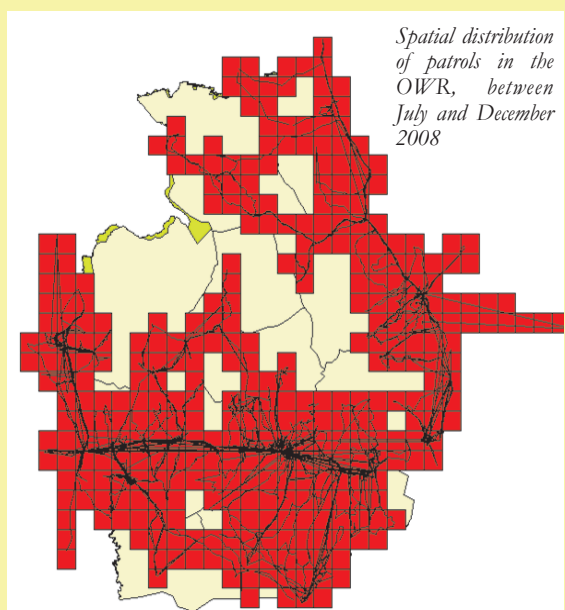 Spatial distribution
of patrols in the
OWR, between
July and December
2008